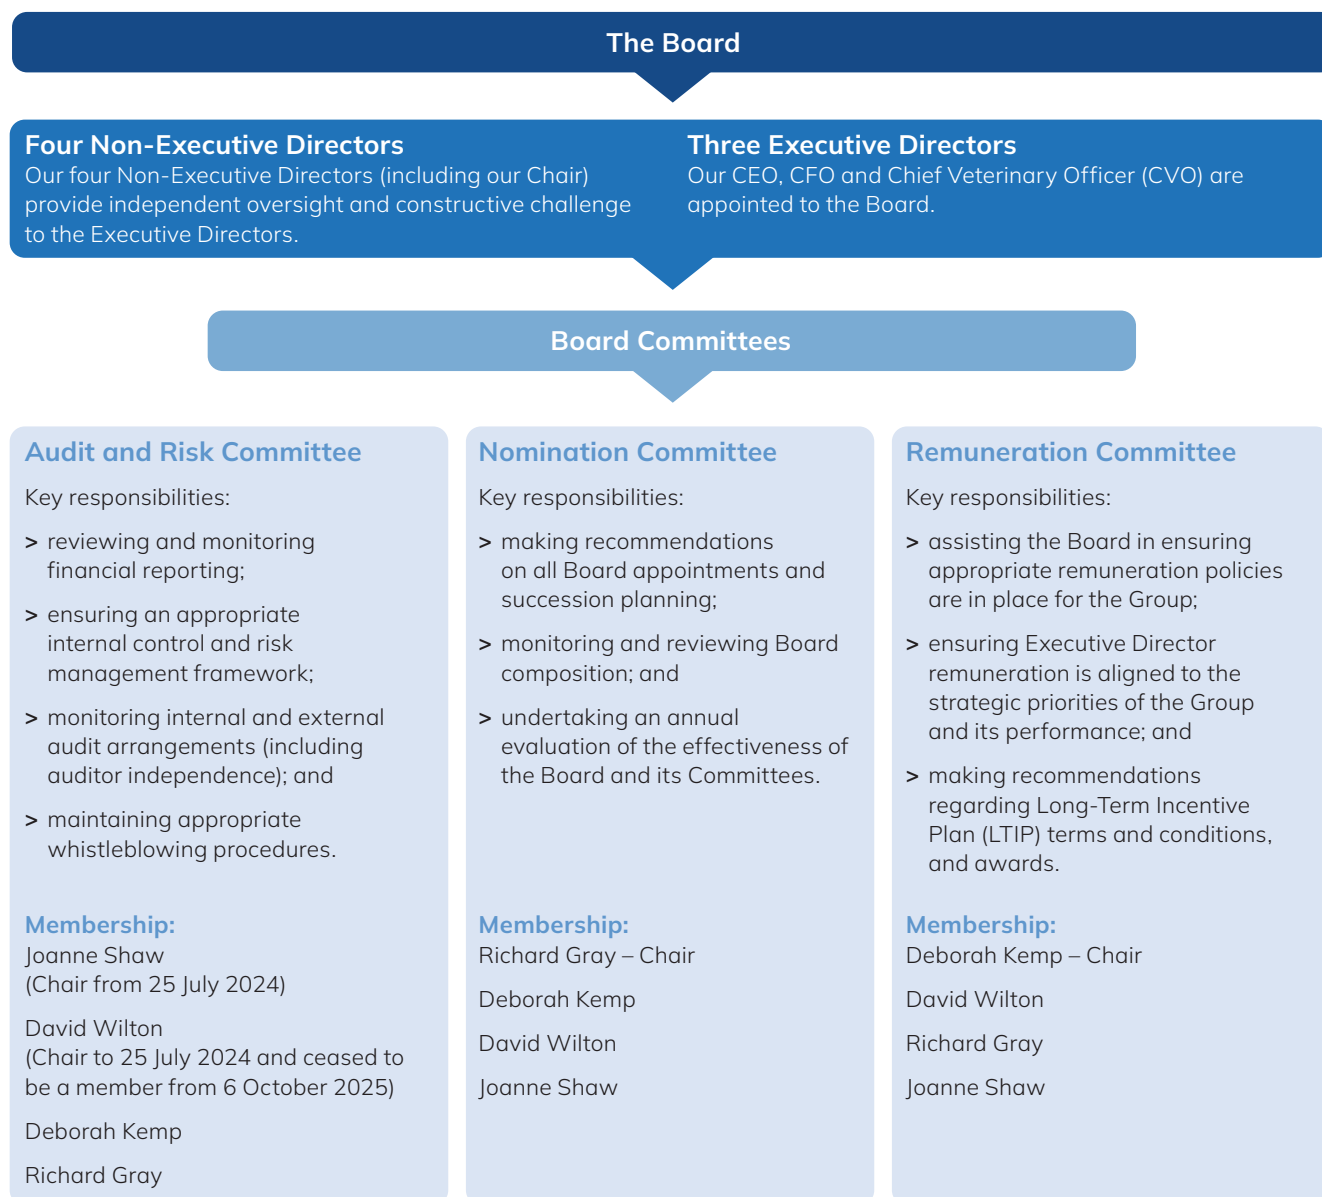 The Board
Four Non-Executive Directors
Our four Non-Executive Directors (including our Chair)
provide independent oversight and constructive challenge
to the Executive Directors.
Three Executive Directors
Our CEO, CFO and Chief Veterinary Officer (CVO) are
appointed to the Board.
Board Committees
Audit and Risk Committee
Key responsibilities:
> reviewing and monitoring
financial reporting;
> ensuring an appropriate
internal control and risk
management framework;
> monitoring internal and external
audit arrangements (including
auditor independence); and
> maintaining appropriate
whistleblowing procedures.
Membership:
Joanne Shaw
(Chair from 25 July 2024)
David Wilton
(Chair to 25 July 2024 and ceased to
be a member from 6 October 2025)
Deborah Kemp
Richard Gray
Nomination Committee
Key responsibilities:
> making recommendations
on all Board appointments and
succession planning;
> monitoring and reviewing Board
composition; and
> undertaking an annual
evaluation of the effectiveness of
the Board and its Committees.
Membership:
Richard Gray – Chair
Deborah Kemp
David Wilton
Joanne Shaw
Remuneration Committee
Key responsibilities:
> assisting the Board in ensuring
appropriate remuneration policies
are in place for the Group;
> ensuring Executive Director
remuneration is aligned to the
strategic priorities of the Group
and its performance; and
> making recommendations
regarding Long-Term Incentive
Plan (LTIP) terms and conditions,
and awards.
Membership:
Deborah Kemp – Chair
David Wilton
Richard Gray
Joanne Shaw